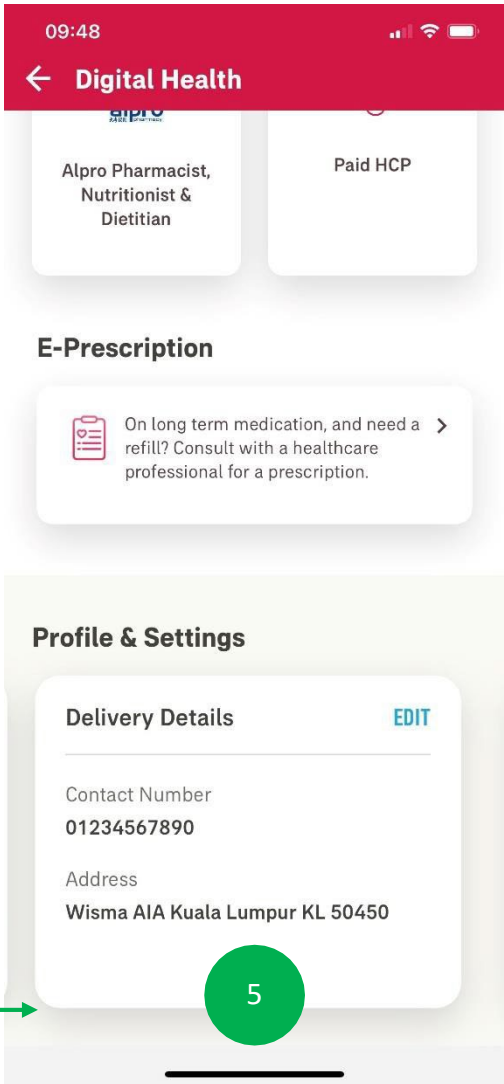 09:48
Digital Health
alpro
Alpro Pharmacist,
Nutritionist &
Dietitian
Paid HCP
E-Prescription
On long term medication, and need a
refill? Consult with a healthcare
professional for a prescription.
Profile & Settings
Delivery Details
EDIT
Contact Number
01234567890
Address
Wisma AIA Kuala Lumpur KL 50450
5